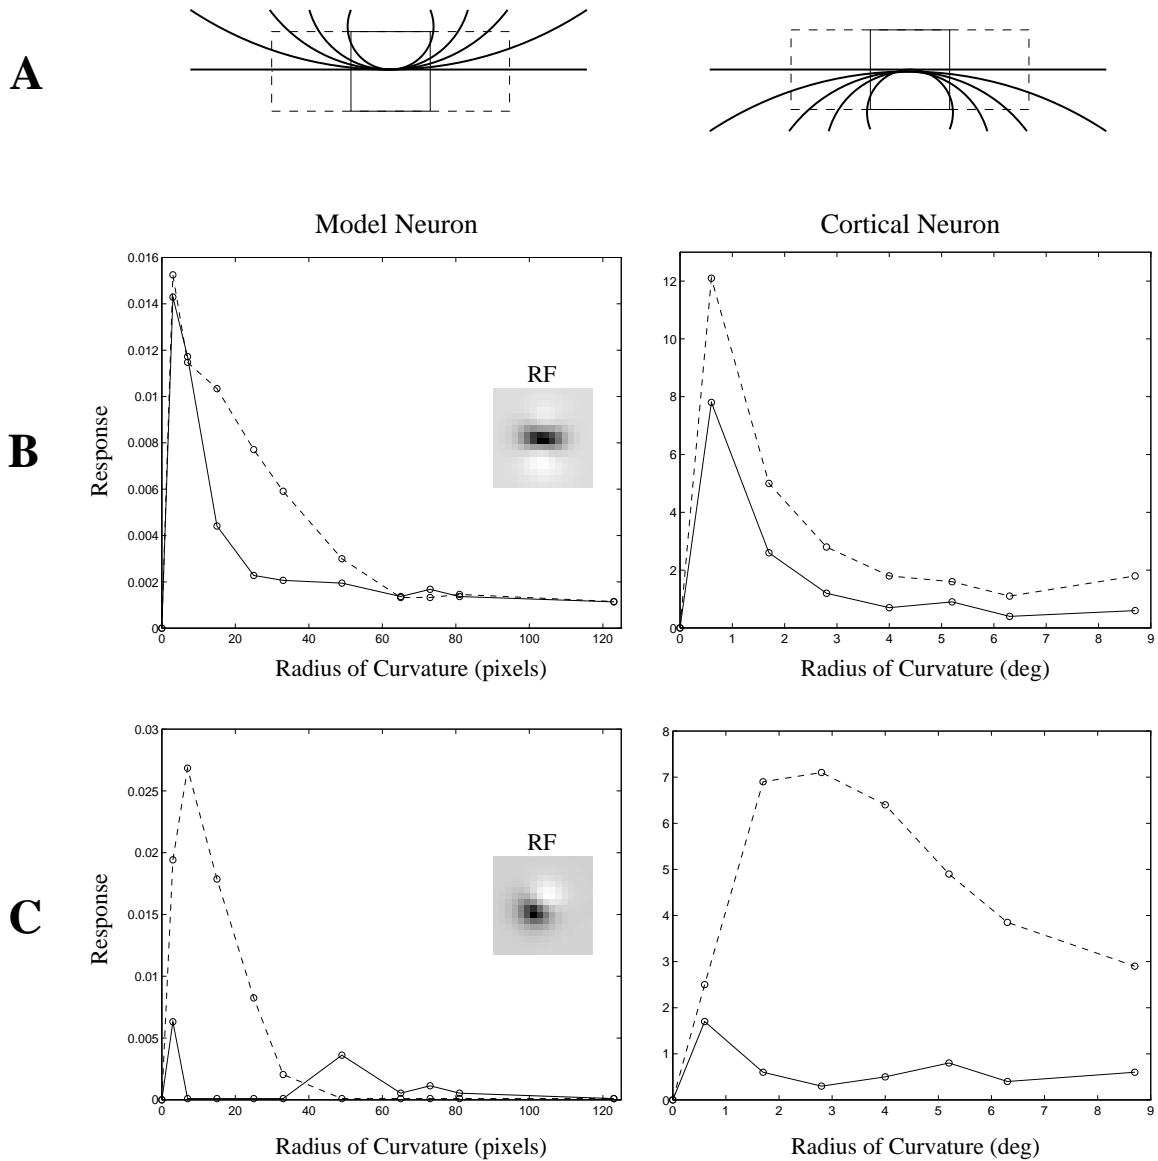 A
Model Neuron
Cortical Neuron
B
Response
0.016
0.014
0.012
0.01
0.008
0.006
0.004
0.002
0
0 20 40 60 80 100 120
RF
Radius of Curvature (pixels)
12
10
8
6
4
2
0
0 1 2 3 4 5 6 7 8 9
Radius of Curvature (deg)
C
Response
0.03
0.025
0.02
0.015
0.01
0.005
0
0 20 40 60 80 100 120
RF
Radius of Curvature (pixels)
8
7
6
5
4
3
2
1
0
0 1 2 3 4 5 6 7 8 9
Radius of Curvature (deg)